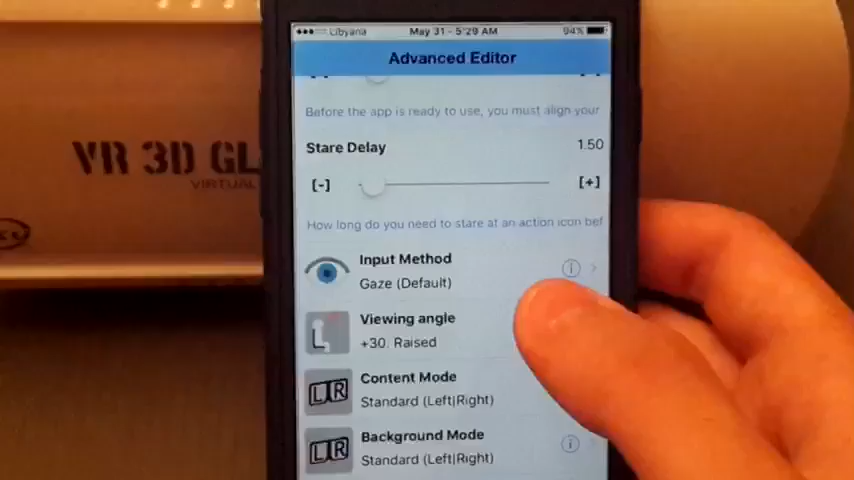 Libyana May 31 - 5:29 AM 94%
Advanced Editor
Before the app is ready to use, you must align your
Stare Delay 1.50
[-] [+]
How long do you need to stare at an action icon bef
Input Method
Gaze (Default)
Viewing angle
+30. Raised
Content Mode
Standard (Left|Right)
L R
Background Mode
Standard (Left|Right)
L R
VR 3D GL
VIRTUAL